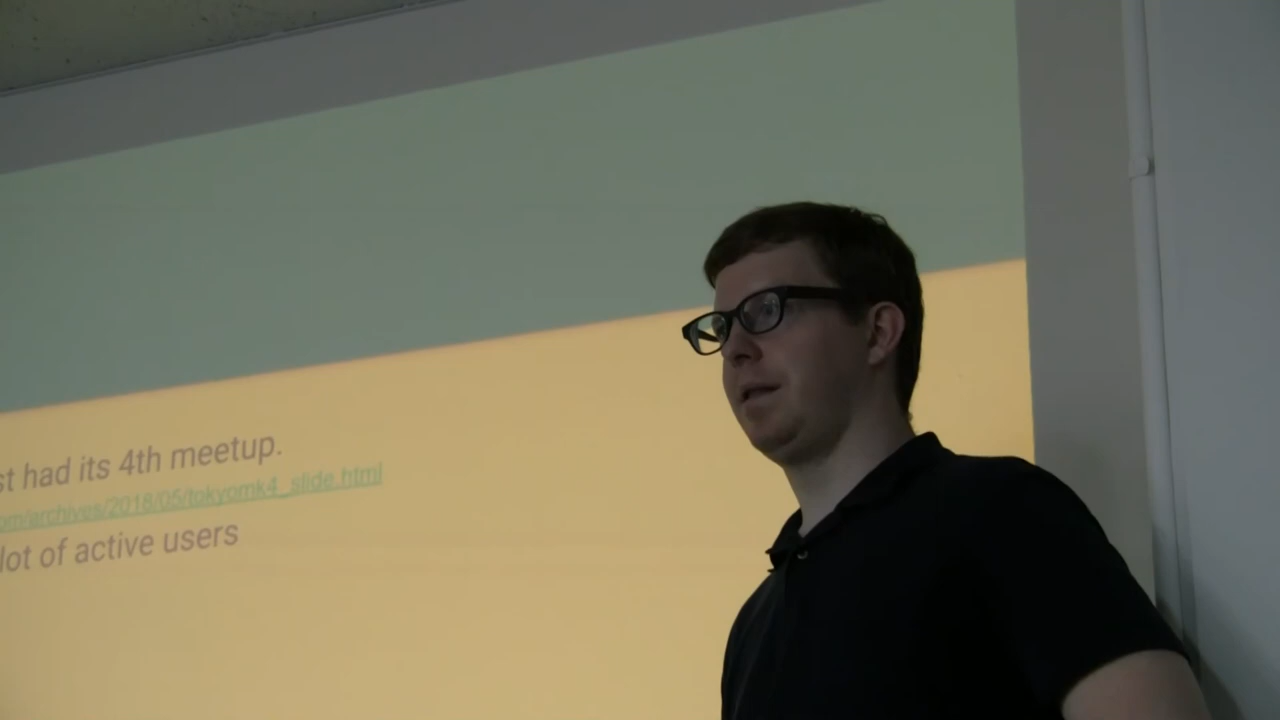 st had its 4th meetup.
om/archives/2018/05/tokyomk4_slide.html
lot of active users